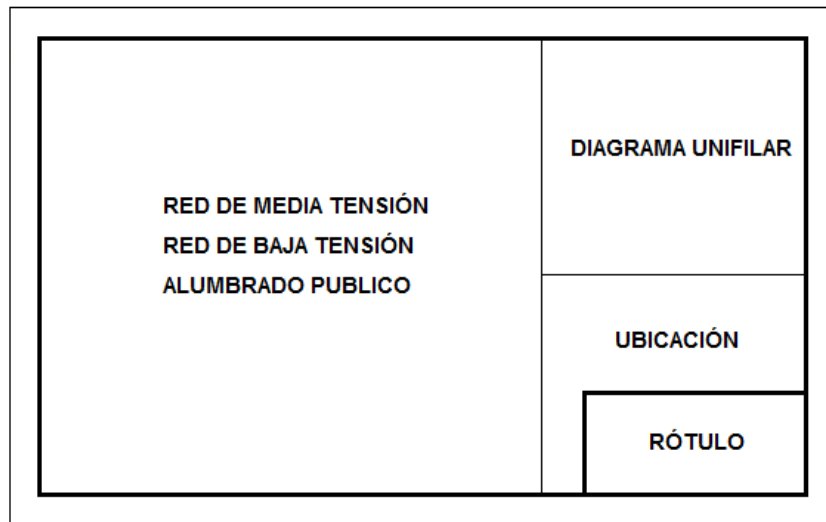 RED DE MEDIA TENSIÓN
RED DE BAJA TENSIÓN
ALUMBRADO PUBLICO
DIAGRAMA UNIFILAR
UBICACIÓN
RÓTULO